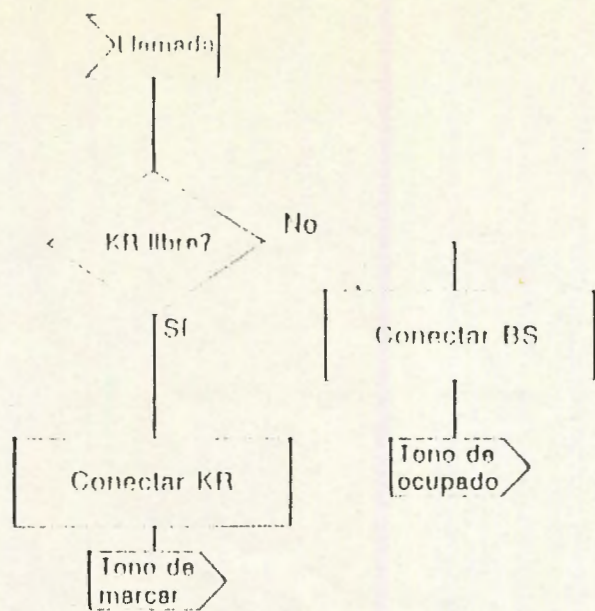 Llamada
KR libre?
No
Sí
Conectar BS
Conectar KR
Tono de
ocupado
Tono de
marcar